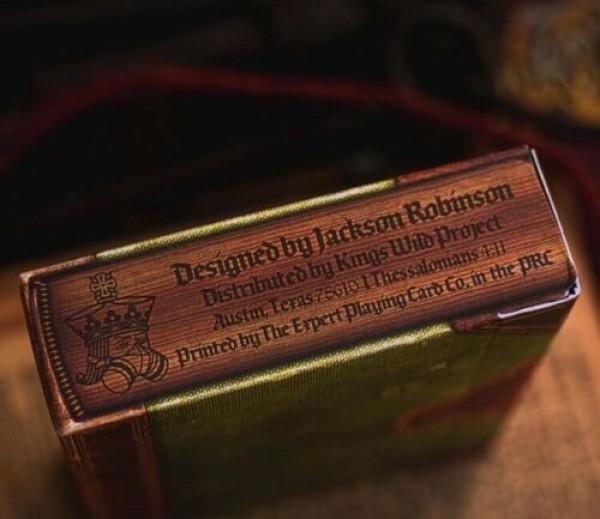 Designed by Jackson Robinson
Distributed by Kings Wild Project
Austin, Texas 78610 1 Thessalonians 4:11
Printed by The Expert Playing Card Co. in the PRC